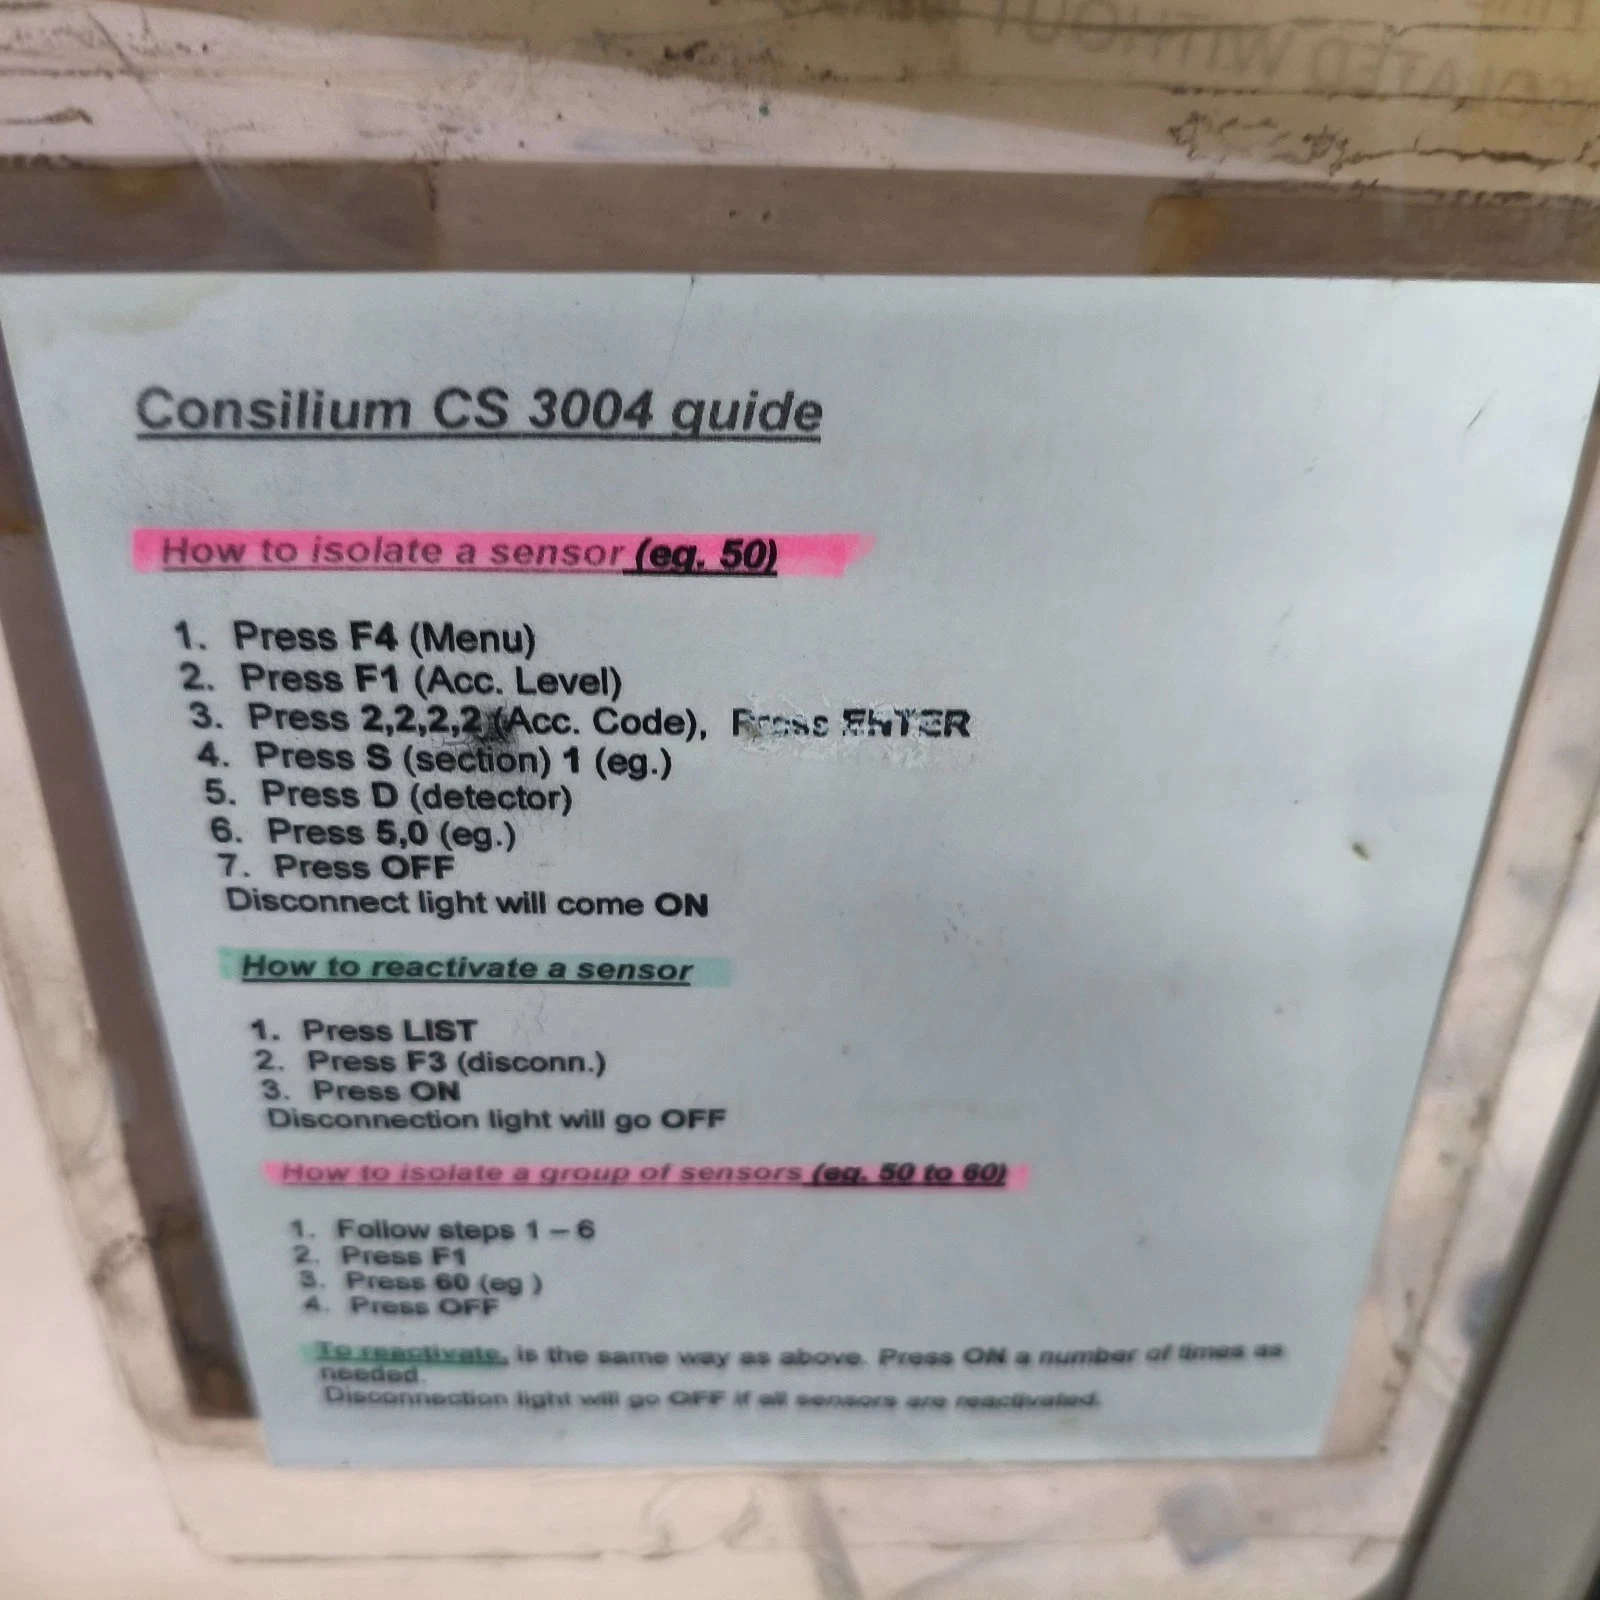 OLATED WITHOUT
Consilium CS 3004 guide
How to isolate a sensor (eg. 50)
1. Press F4 (Menu)
2. Press F1 (Acc. Level)
3. Press 2,2,2,2 (Acc. Code), Press ENTER
4. Press S (section) 1 (eg.)
5. Press D (detector)
6. Press 5,0 (eg.)
7. Press OFF
Disconnect light will come ON
How to reactivate a sensor
1. Press LIST
2. Press F3 (disconn.)
3. Press ON
Disconnection light will go OFF
How to isolate a group of sensors (eg. 50 to 60)
1. Follow steps 1 – 6
2. Press F1
3. Press 60 (eg )
4. Press OFF
To reactivate, is the same way as above. Press ON a number of times as
needed.
Disconnection light will go OFF if all sensors are reactivated.